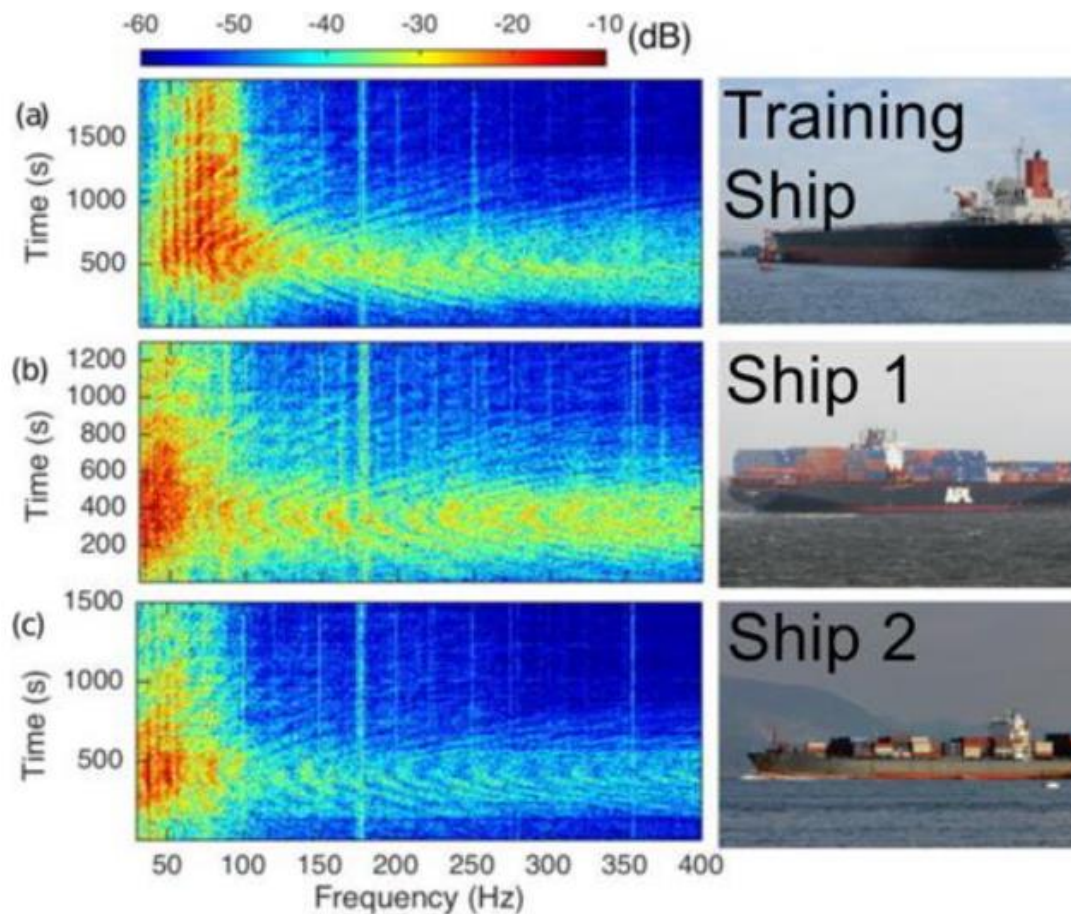 -60 -50 -40 -30 -20 -10 (dB)
(a)
Time (s)
1500
1000
500
Training
Ship
(b)
Time (s)
1200
1000
800
600
400
200
Ship 1
APL
(c)
Time (s)
1500
1000
500
Ship 2
50 100 150 200 250 300 350 400
Frequency (Hz)